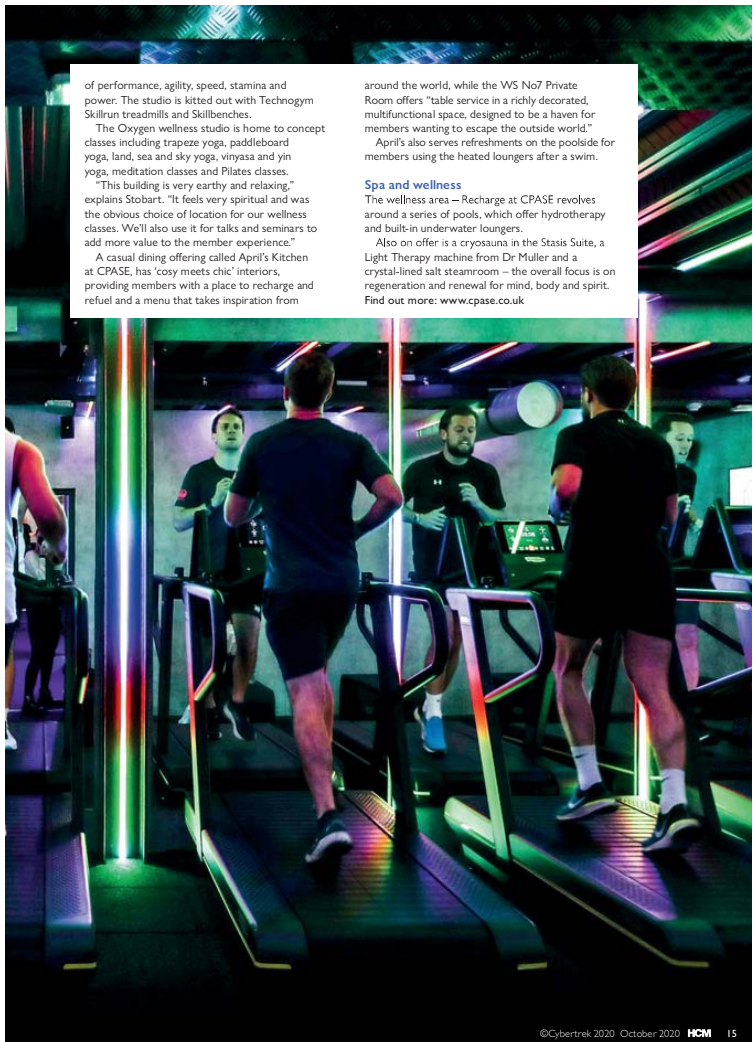 of performance, agility, speed, stamina and
power. The studio is kitted out with Technogym
Skillrun treadmills and Skillbenches.
The Oxygen wellness studio is home to concept
classes including trapeze yoga, paddleboard
yoga, land, sea and sky yoga, vinyasa and yin
yoga, meditation classes and Pilates classes.
“This building is very earthy and relaxing,”
explains Stobart. “It feels very spiritual and was
the obvious choice of location for our wellness
classes. We’ll also use it for talks and seminars to
add more value to the member experience.”
A casual dining offering called April’s Kitchen
at CPASE, has ‘cosy meets chic’ interiors,
providing members with a place to recharge and
refuel and a menu that takes inspiration from
around the world, while the WS No7 Private
Room offers “table service in a richly decorated,
multifunctional space, designed to be a haven for
members wanting to escape the outside world.”
April’s also serves refreshments on the poolside for
members using the heated loungers after a swim.
Spa and wellness
The wellness area – Recharge at CPASE revolves
around a series of pools, which offer hydrotherapy
and built-in underwater loungers.
Also on offer is a cryosauna in the Stasis Suite, a
Light Therapy machine from Dr Muller and a
crystal-lined salt steamroom – the overall focus is on
regeneration and renewal for mind, body and spirit.
Find out more: www.cpase.co.uk
©Cybertrek 2020 October 2020 HCM 15